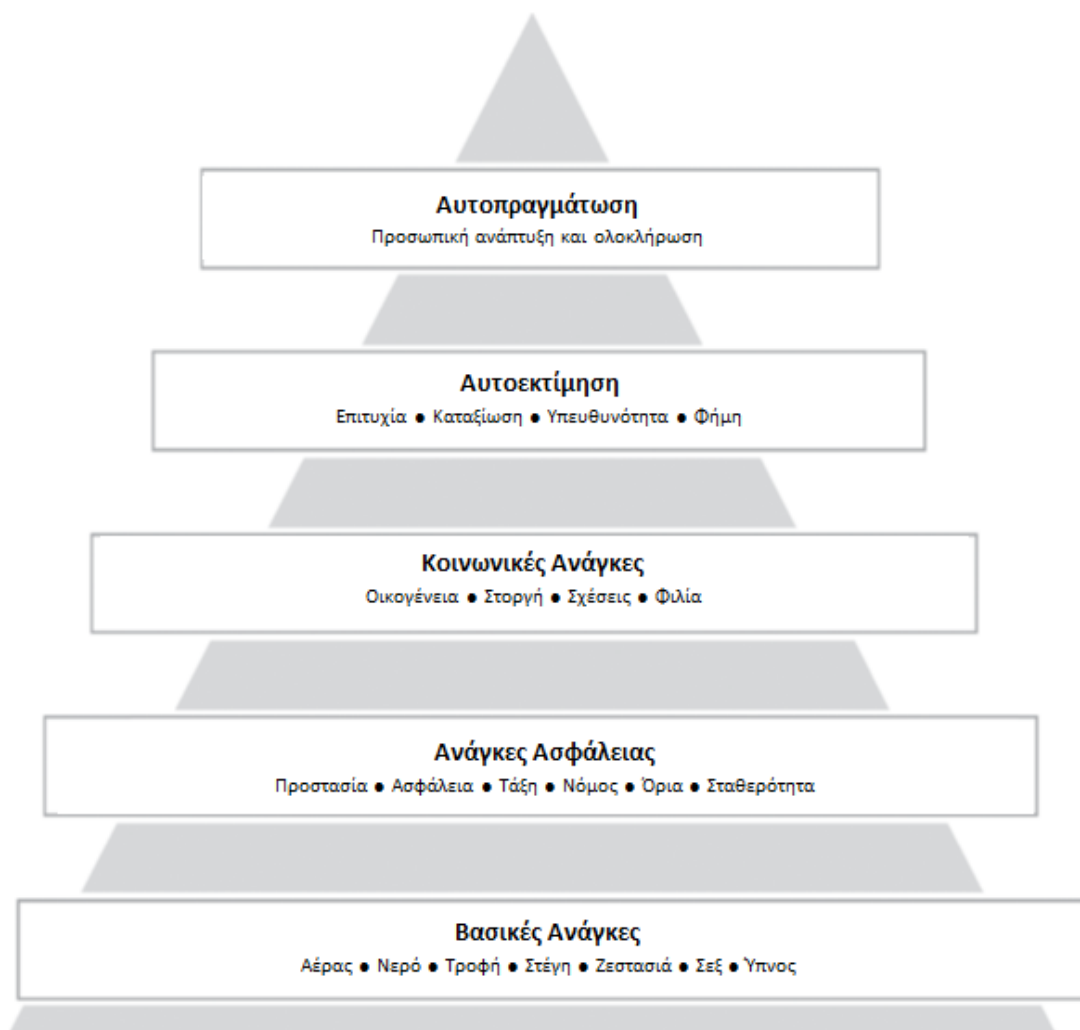 Αυτοπραγμάτωση
Προσωπική ανάπτυξη και ολοκλήρωση
Αυτοεκτίμηση
Επιτυχία ● Καταξίωση ● Υπευθυνότητα ● Φήμη
Κοινωνικές Ανάγκες
Οικογένεια ● Στοργή ● Σχέσεις ● Φιλία
Ανάγκες Ασφάλειας
Προστασία ● Ασφάλεια ● Τάξη ● Νόμος ● Όρια ● Σταθερότητα
Βασικές Ανάγκες
Αέρας ● Νερό ● Τροφή ● Στέγη ● Ζεστασιά ● Σεξ ● Ύπνος